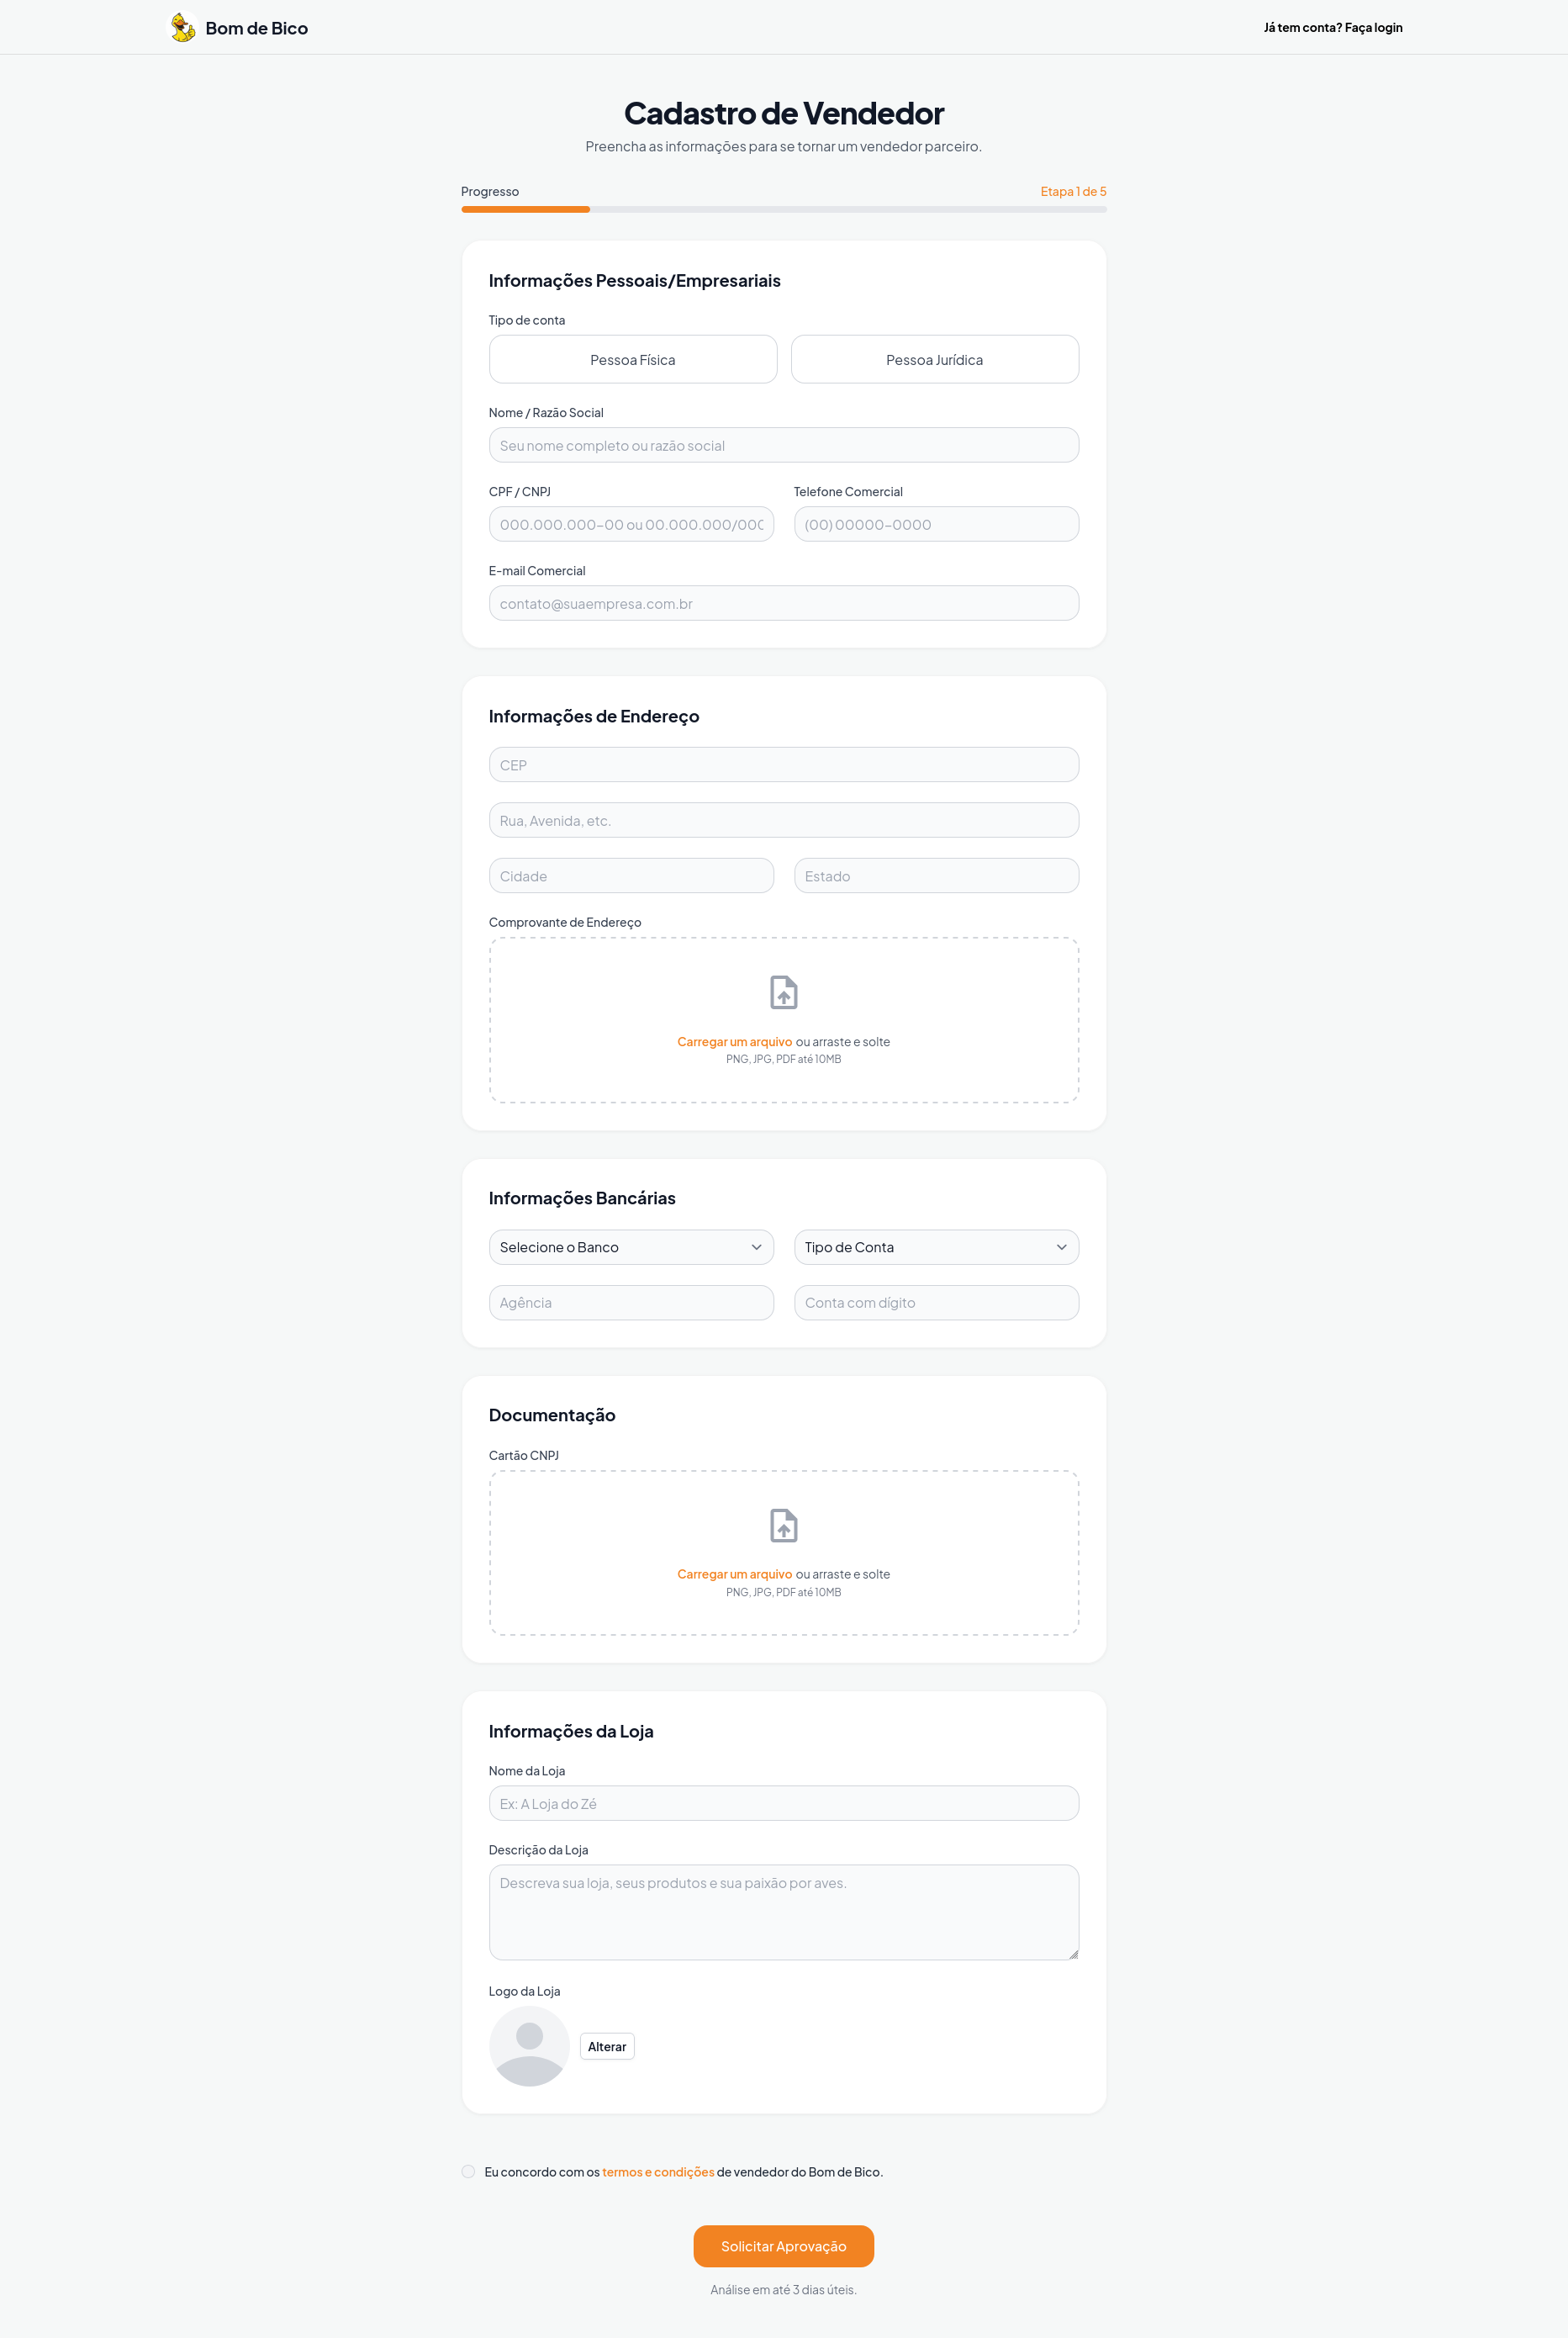 Bom de Bico
Já tem conta? Faça login
Cadastro de Vendedor
Preencha as informações para se tornar um vendedor parceiro.
Progresso
Etapa 1 de 5
Informações Pessoais/Empresariais
Tipo de conta
Pessoa Física
Pessoa Jurídica
Nome / Razão Social
Seu nome completo ou razão social
CPF / CNPJ
Telefone Comercial
000.000.000-00 ou 00.000.000/000
(00) 00000-0000
E-mail Comercial
contato@suaempresa.com.br
Informações de Endereço
CEP
Rua, Avenida, etc.
Cidade
Estado
Comprovante de Endereço
Carregar um arquivo ou arraste e solte
PNG, JPG, PDF até 10MB
Informações Bancárias
Selecione o Banco
Tipo de Conta
Agência
Conta com dígito
Documentação
Cartão CNPJ
Carregar um arquivo ou arraste e solte
PNG, JPG, PDF até 10MB
Informações da Loja
Nome da Loja
Ex: A Loja do Zé
Descrição da Loja
Descreva sua loja, seus produtos e sua paixão por aves.
Logo da Loja
Alterar
Eu concordo com os termos e condições de vendedor do Bom de Bico.
Solicitar Aprovação
Análise em até 3 dias úteis.